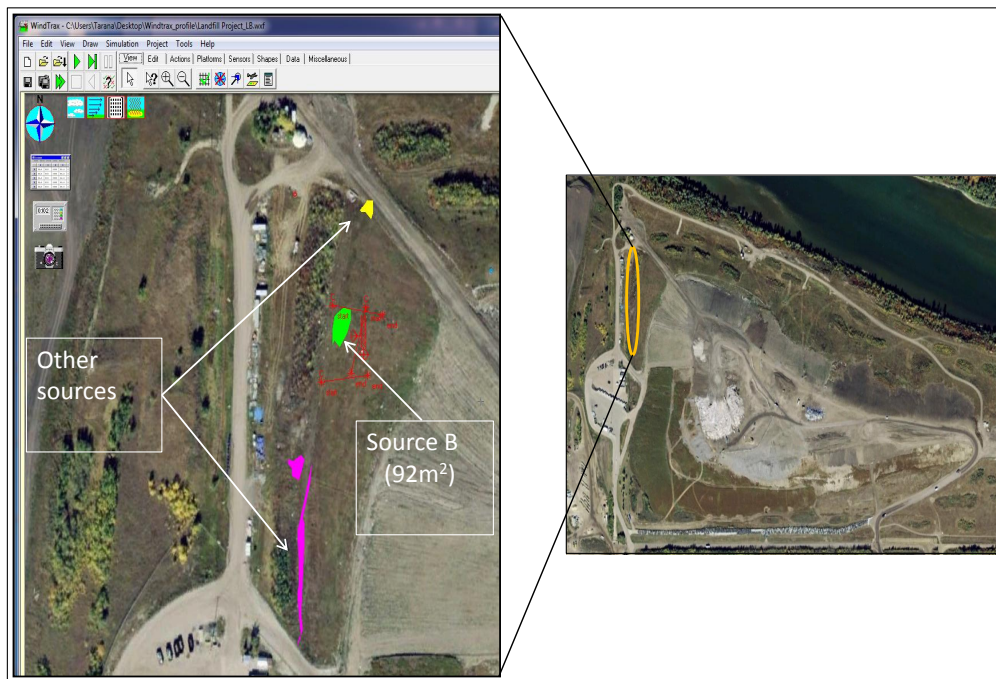 WindTrax - C:\Users\Tarana\Desktop\Windtrax_profile\Landfill Project_LB.wxf
File Edit View Draw Simulation Project Tools Help
View Edit Actions Platforms Sensors Shapes Data Miscellaneous
N
start
Other
sources
Source B
(92m²)